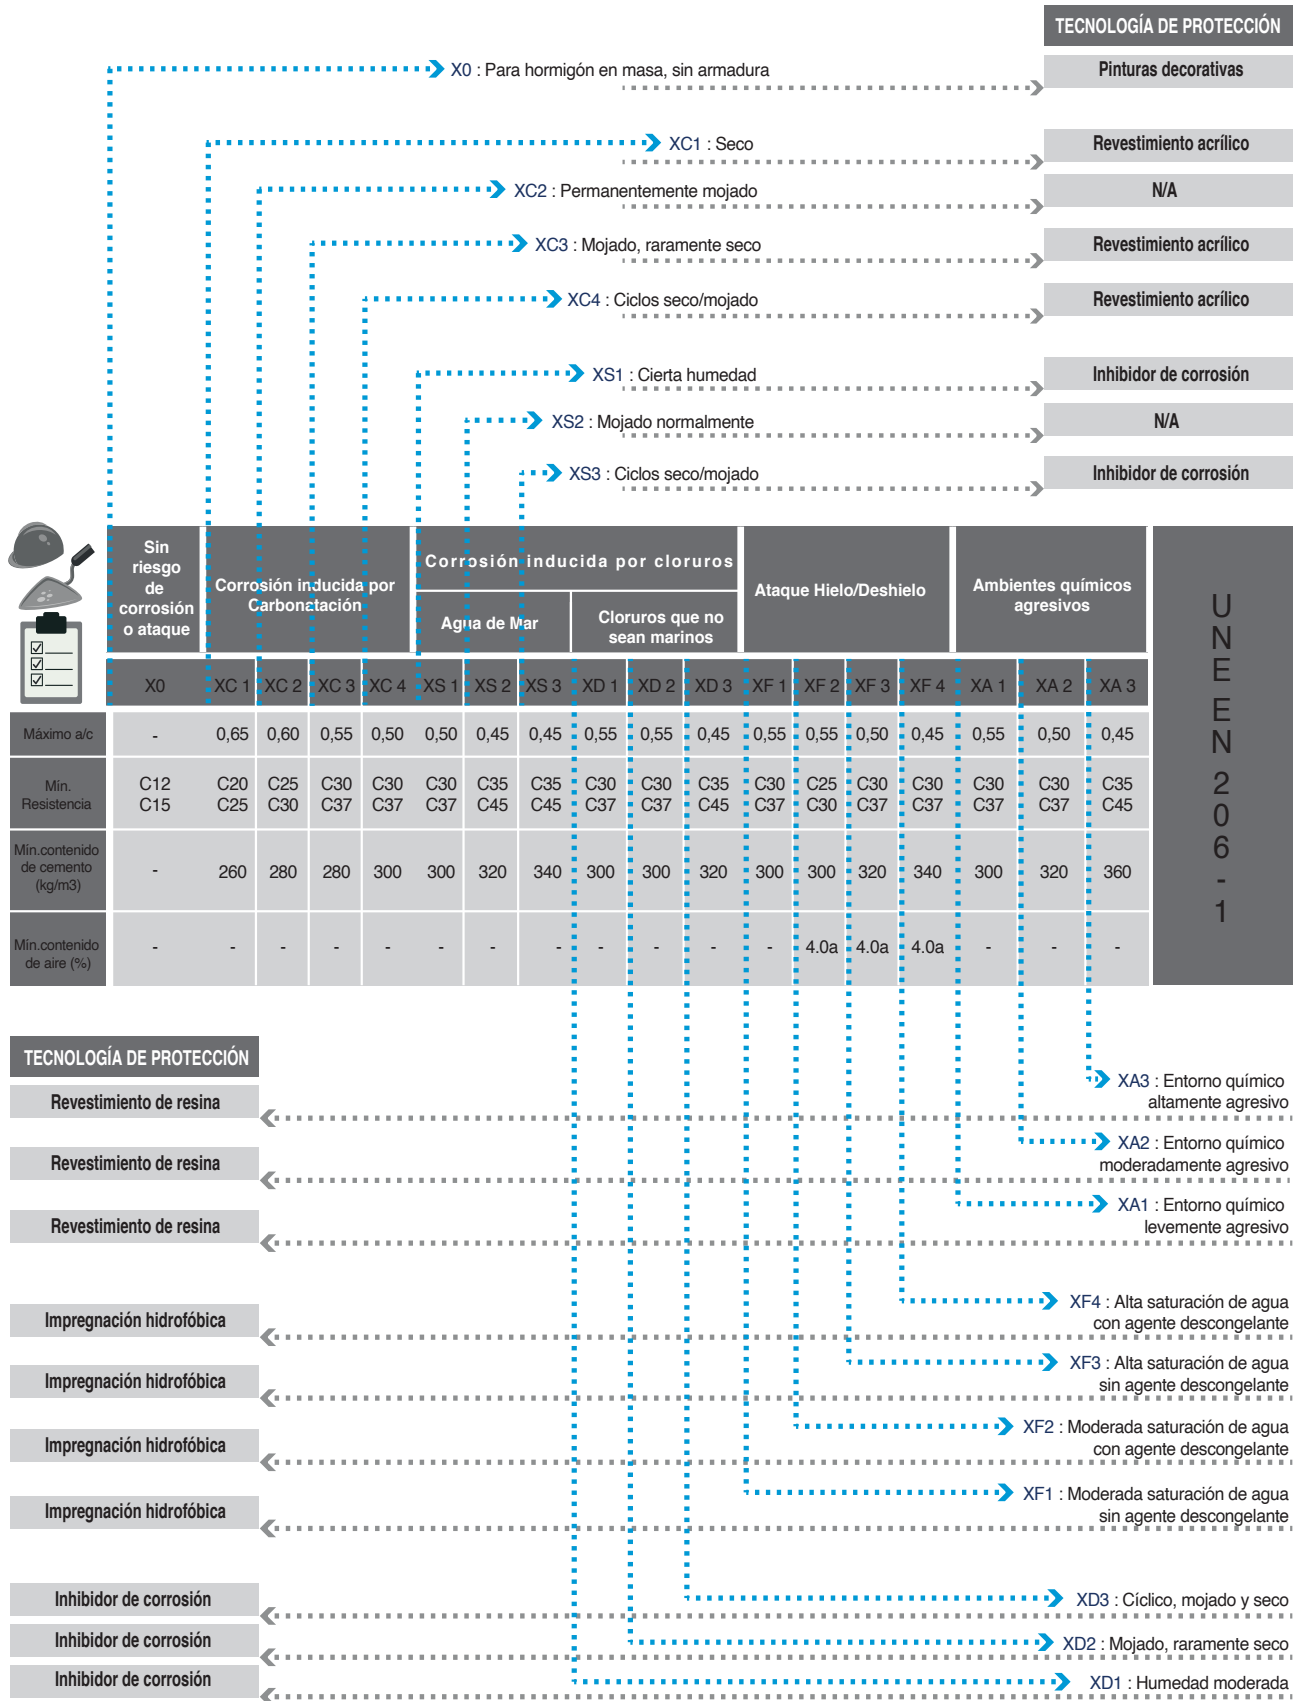 TECNOLOGÍA DE PROTECCIÓN
X0 : Para hormigón en masa, sin armadura
Pinturas decorativas
XC1 : Seco
Revestimiento acrílico
XC2 : Permanentemente mojado
N/A
XC3 : Mojado, raramente seco
Revestimiento acrílico
XC4 : Ciclos seco/mojado
Revestimiento acrílico
XS1 : Cierta humedad
Inhibidor de corrosión
XS2 : Mojado normalmente
N/A
XS3 : Ciclos seco/mojado
Inhibidor de corrosión
Sin
riesgo
de
corrosión
o ataque
Corrosión inducida por
Carbonatación
Corrosión inducida por cloruros
Agua de Mar
Cloruros que no
sean marinos
Ataque Hielo/Deshielo
Ambientes químicos
agresivos
UNE EN 206-1
X0 XC 1 XC 2 XC 3 XC 4 XS 1 XS 2 XS 3 XD 1 XD 2 XD 3 XF 1 XF 2 XF 3 XF 4 XA 1 XA 2 XA 3
Máximo a/c - 0,65 0,60 0,55 0,50 0,50 0,45 0,45 0,55 0,55 0,45 0,55 0,55 0,50 0,45 0,55 0,50 0,45
Mín.
Resistencia
C12 C20 C25 C30 C30 C30 C35 C35 C30 C30 C35 C30 C25 C30 C30 C30 C30 C35
C15 C25 C30 C37 C37 C37 C45 C45 C37 C37 C45 C37 C30 C37 C37 C37 C37 C45
Mín.contenido
de cemento
(kg/m3)
- 260 280 280 300 300 320 340 300 300 320 300 300 320 340 300 320 360
Mín.contenido
de aire (%)
- - - - - - - - - - - - 4.0a 4.0a 4.0a - - -
TECNOLOGÍA DE PROTECCIÓN
Revestimiento de resina
XA3 : Entorno químico
altamente agresivo
Revestimiento de resina
XA2 : Entorno químico
moderadamente agresivo
Revestimiento de resina
XA1 : Entorno químico
levemente agresivo
Impregnación hidrofóbica
XF4 : Alta saturación de agua
con agente descongelante
Impregnación hidrofóbica
XF3 : Alta saturación de agua
sin agente descongelante
Impregnación hidrofóbica
XF2 : Moderada saturación de agua
con agente descongelante
Impregnación hidrofóbica
XF1 : Moderada saturación de agua
sin agente descongelante
Inhibidor de corrosión
XD3 : Cíclico, mojado y seco
Inhibidor de corrosión
XD2 : Mojado, raramente seco
Inhibidor de corrosión
XD1 : Humedad moderada